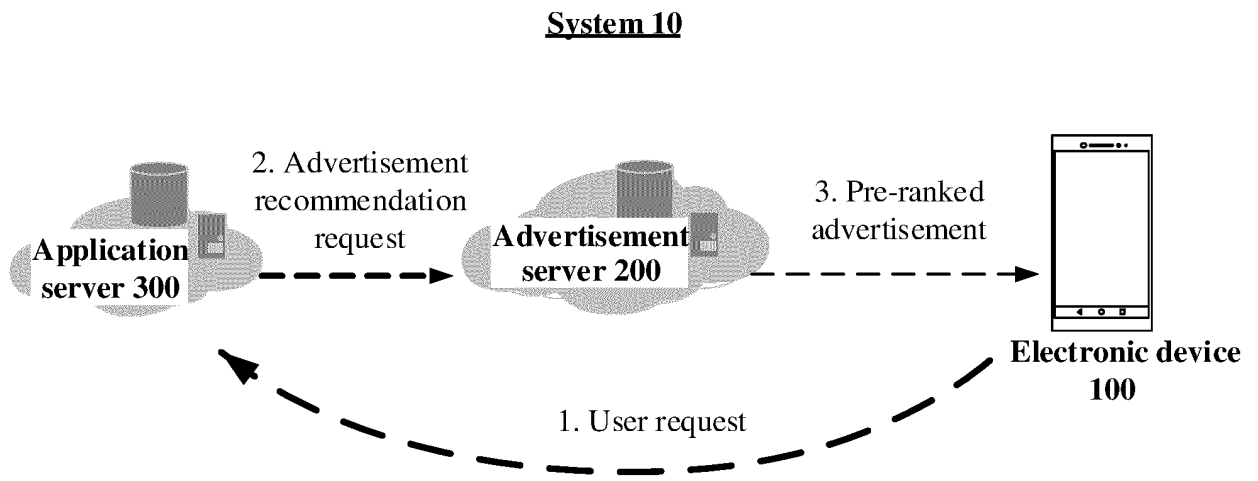 System 10
2. Advertisement
recommendation
request
3. Pre-ranked
advertisement
Application
server 300
Advertisement
server 200
Electronic device
100
1. User request